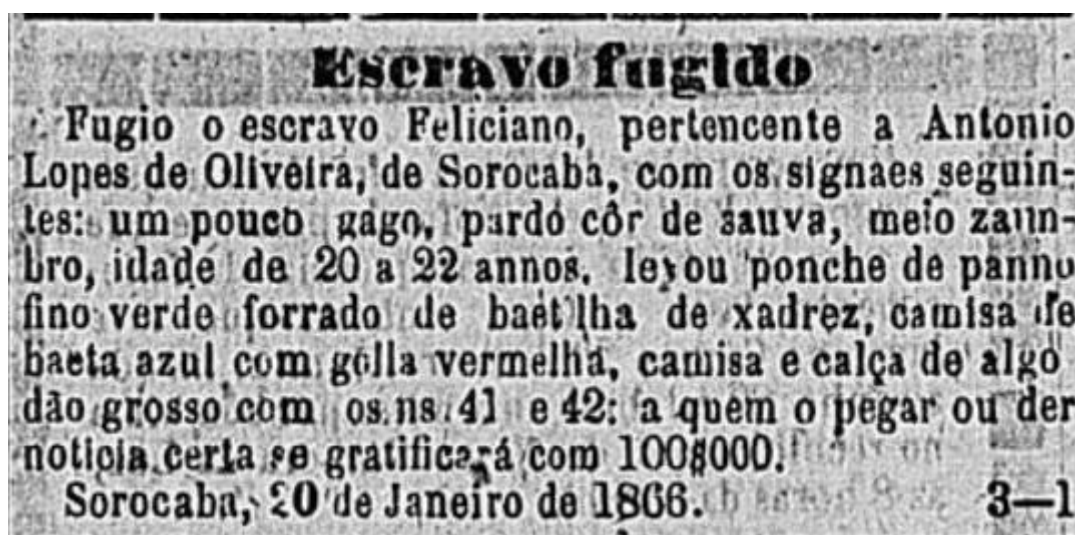 Escravo fugido
Fugio o escravo Feliciano, pertencente a Antonio
Lopes de Oliveira, de Sorocaba, com os signaes seguin-
tes: um pouco gago, pardo côr de sauva, meio zam-
bro, idade de 20 a 22 annos, levou ponche de panno
fino verde forrado de baetilha de xadrez, camisa de
baeta azul com golla vermelha, camisa e calça de algo
dão grosso com os ns. 41 e 42: a quem o pegar ou der
noticia certa se gratificará com 100$000.
Sorocaba, 20 de Janeiro de 1866. 3—1